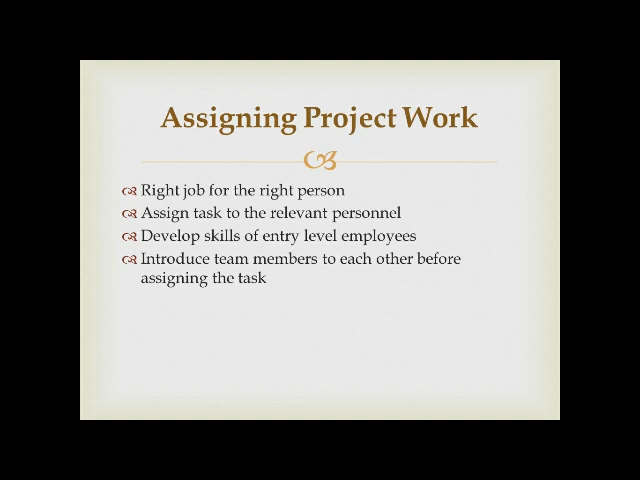 Assigning Project Work
Right job for the right person
Assign task to the relevant personnel
Develop skills of entry level employees
Introduce team members to each other before
assigning the task